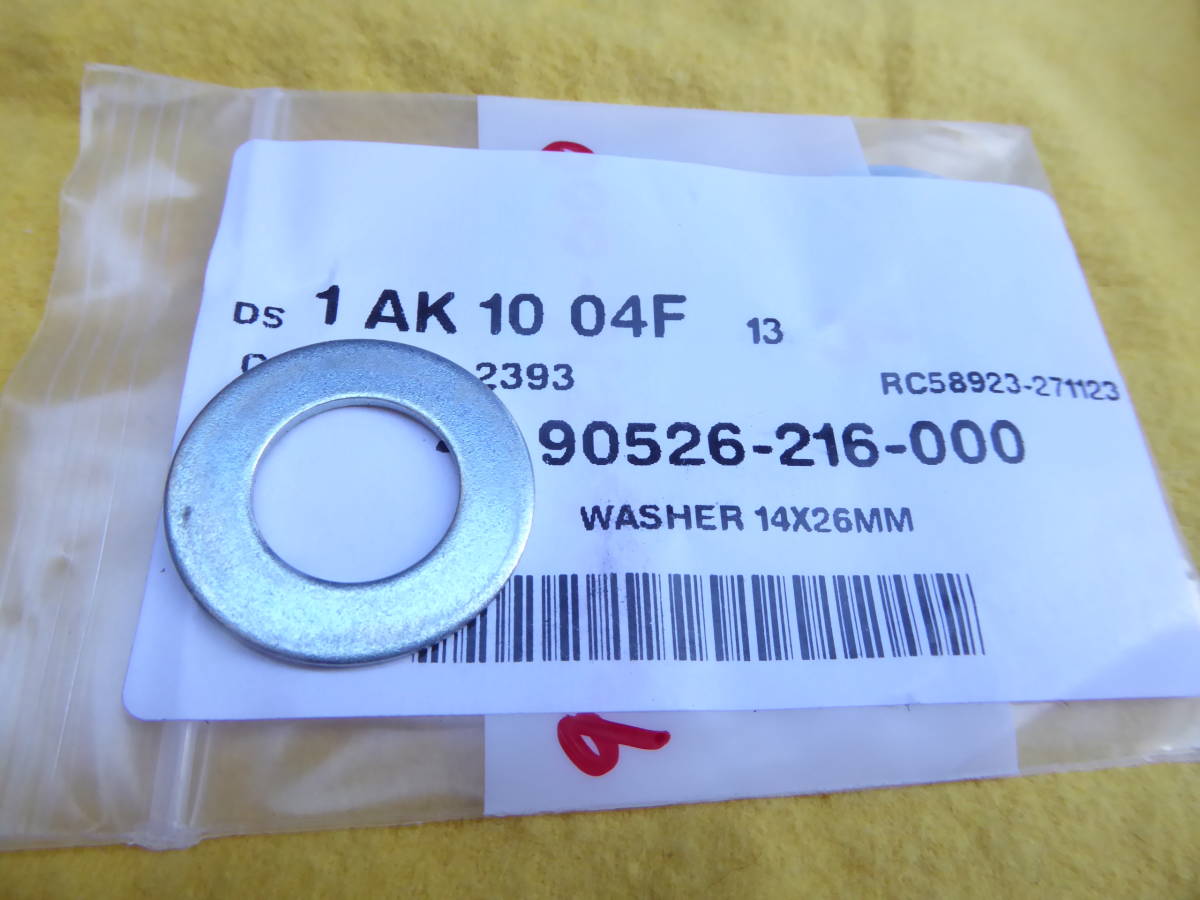 DS 1 AK 10 04F 13
2393 RC58923-271123
90526-216-000
WASHER 14X26MM